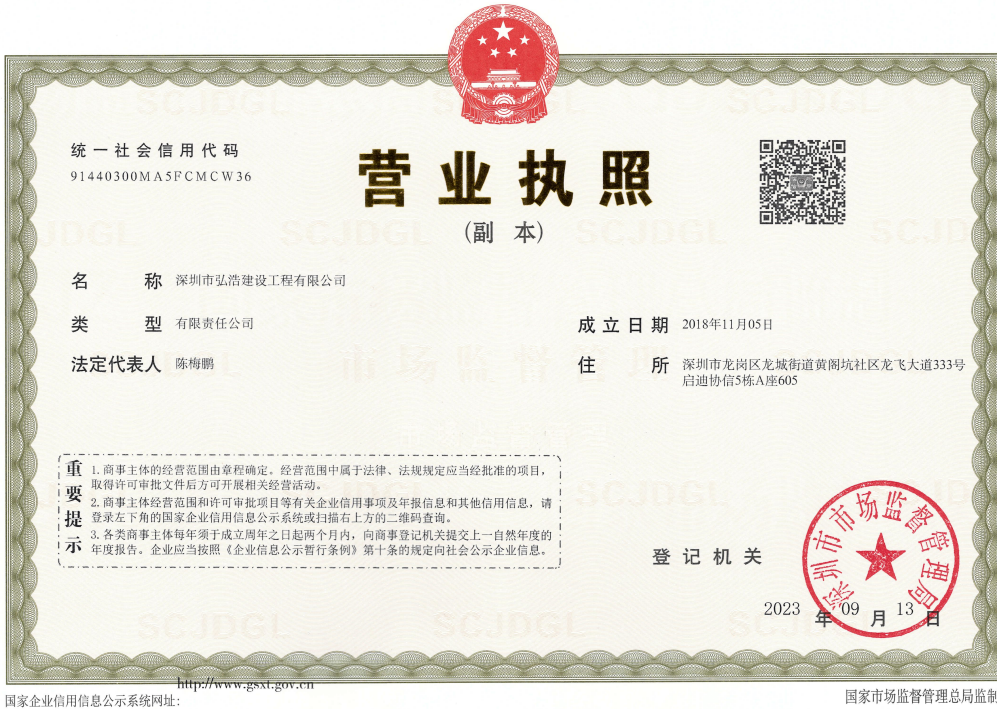 统一社会信用代码
91440300MA5FCMCW36
营业执照
(副 本)
名 称 深圳市弘浩建设工程有限公司
类 型 有限责任公司
成立日期 2018年11月05日
法定代表人 陈梅鹏
住 所 深圳市龙岗区龙城街道黄阁坑社区龙飞大道333号
启迪协信5栋A座605
重要提示
1. 商事主体的经营范围由章程确定。经营范围中属于法律、法规规定应当经批准的项目，
取得许可审批文件后方可开展相关经营活动。
2. 商事主体经营范围和许可审批项目等有关企业信用事项及年报信息和其他信用信息，请
登录左下角的国家企业信用信息公示系统或扫描右上方的二维码查询。
3. 各类商事主体每年须于成立周年之日起两个月内，向商事登记机关提交上一自然年度的
年度报告。企业应当按照《企业信息公示暂行条例》第十条的规定向社会公示企业信息。
登记机关
深圳市市场监督管理局
2023 年 09 月 13 日
http://www.gsxt.gov.cn
国家企业信用信息公示系统网址:
国家市场监督管理总局监制
SCJDGL
市场监督管理